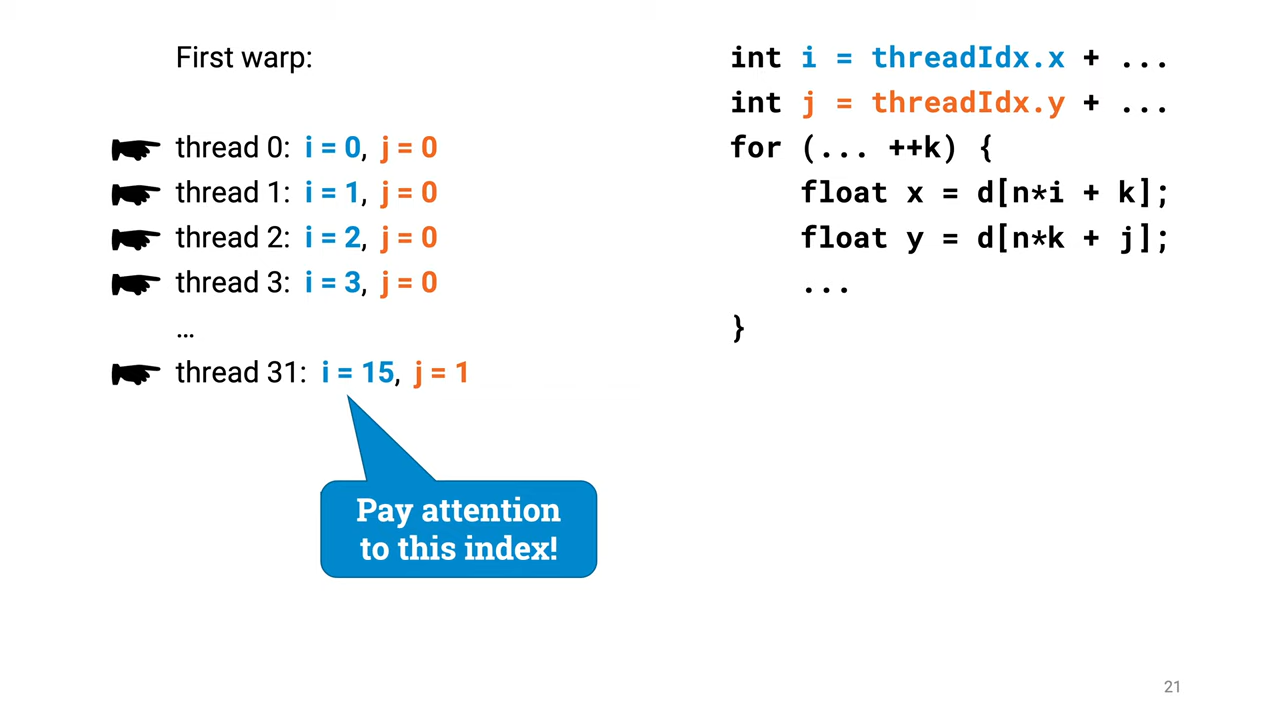 First warp:
thread 0: i = 0, j = 0
thread 1: i = 1, j = 0
thread 2: i = 2, j = 0
thread 3: i = 3, j = 0
…
thread 31: i = 15, j = 1
Pay attention
to this index!
int i = threadIdx.x + ...
int j = threadIdx.y + ...
for (... ++k) {
    float x = d[n*i + k];
    float y = d[n*k + j];
    ...
}
21